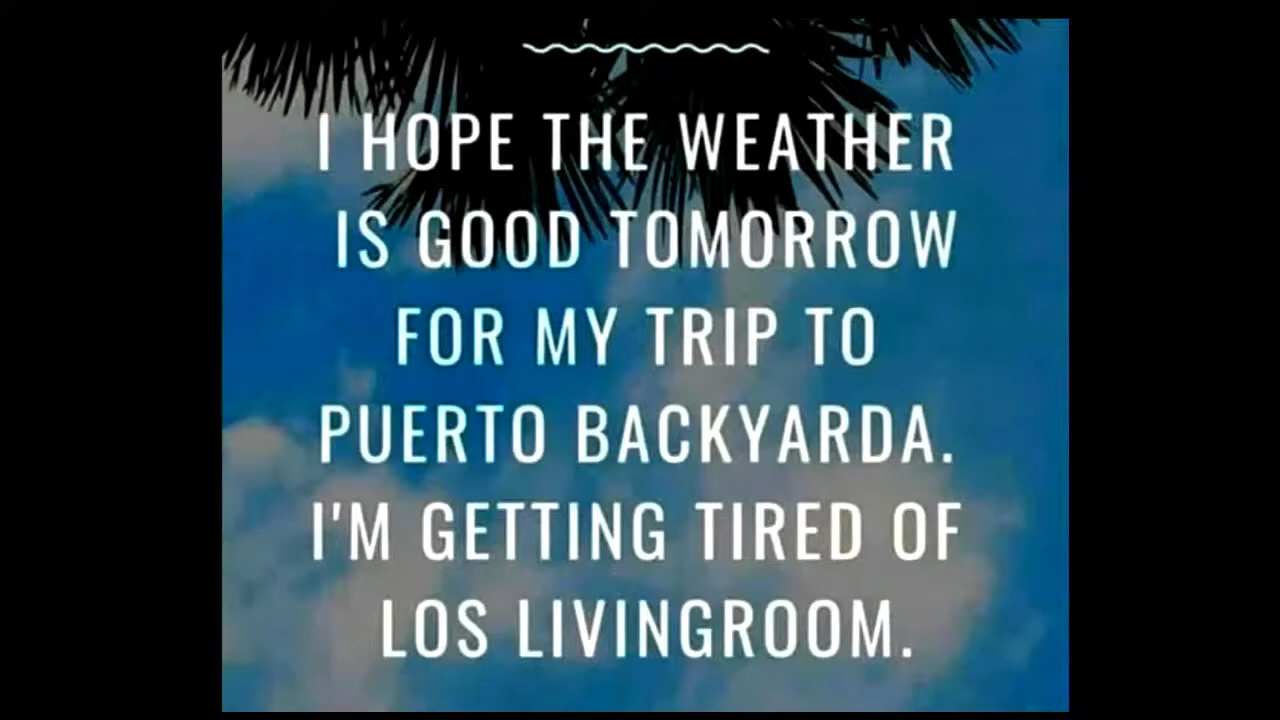 I HOPE THE WEATHER
IS GOOD TOMORROW
FOR MY TRIP TO
PUERTO BACKYARDA.
I'M GETTING TIRED OF
LOS LIVINGROOM.